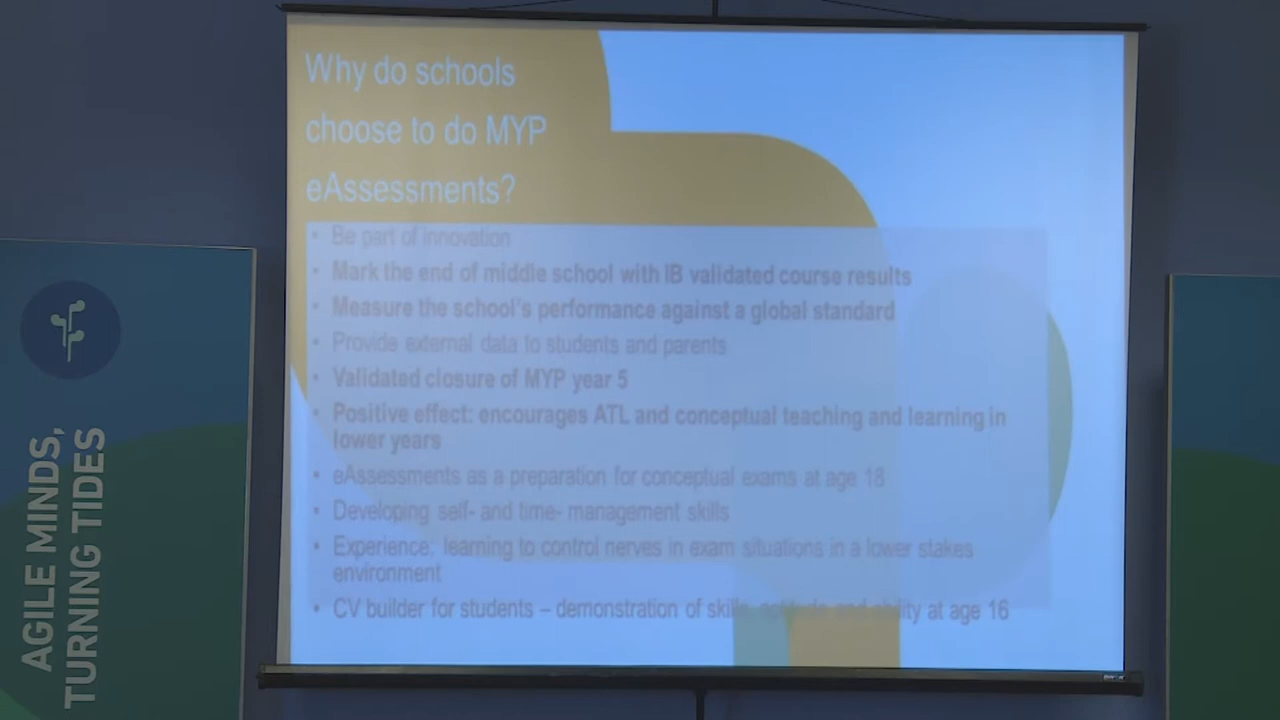 Why do schools
choose to do MYP
eAssessments?
• Be part of innovation
• Mark the end of middle school with IB validated course results
• Measure the school's performance against a global standard
• Provide external data to students and parents
• Validated closure of MYP year 5
• Positive effect: encourages ATL and conceptual teaching and learning in
lower years
• eAssessments as a preparation for conceptual exams at age 18
• Developing self- and time- management skills
• Experience: learning to control nerves in exam situations in a lower stakes
environment
• CV builder for students – demonstration of skills, aptitude and ability at age 16
AGILE MINDS,
TURNING TIDES